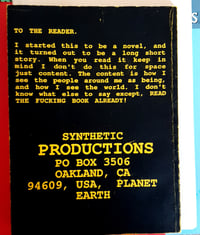 TO THE READER.
I started this to be a novel, and
it turned out to be a long short
story. When you read it keep in
mind I don't do this for space
just content. The content is how I
see the people around me as being,
and how I see the world. I don't
know what else to say except, READ
THE FUCKING BOOK ALREADY!
SYNTHETIC
PRODUCTIONS
PO BOX 3506
OAKLAND, CA
94609, USA, PLANET
EARTH